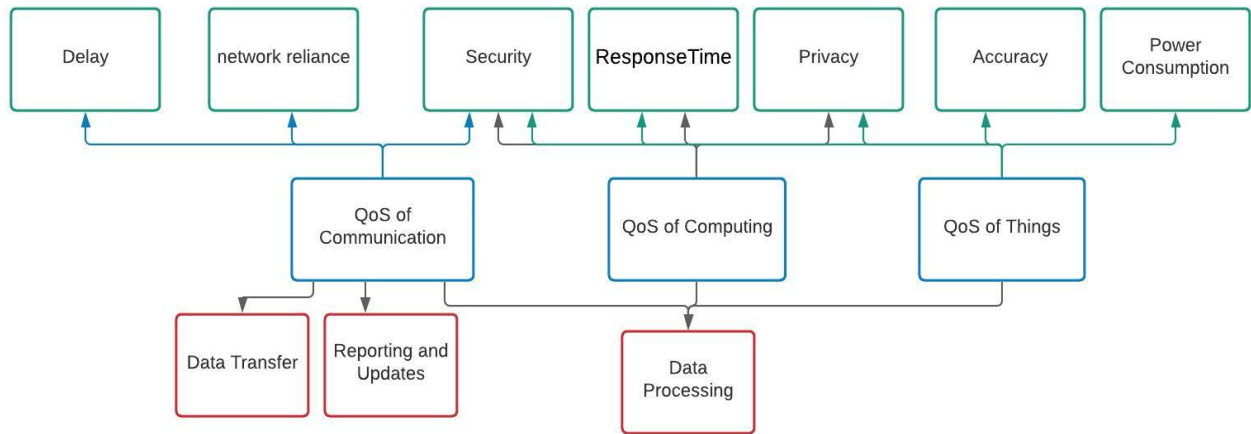 Delay
network reliance
Security
ResponseTime
Privacy
Accuracy
Power
Consumption
QoS of
Communication
QoS of Computing
QoS of Things
Data Transfer
Reporting and
Updates
Data
Processing